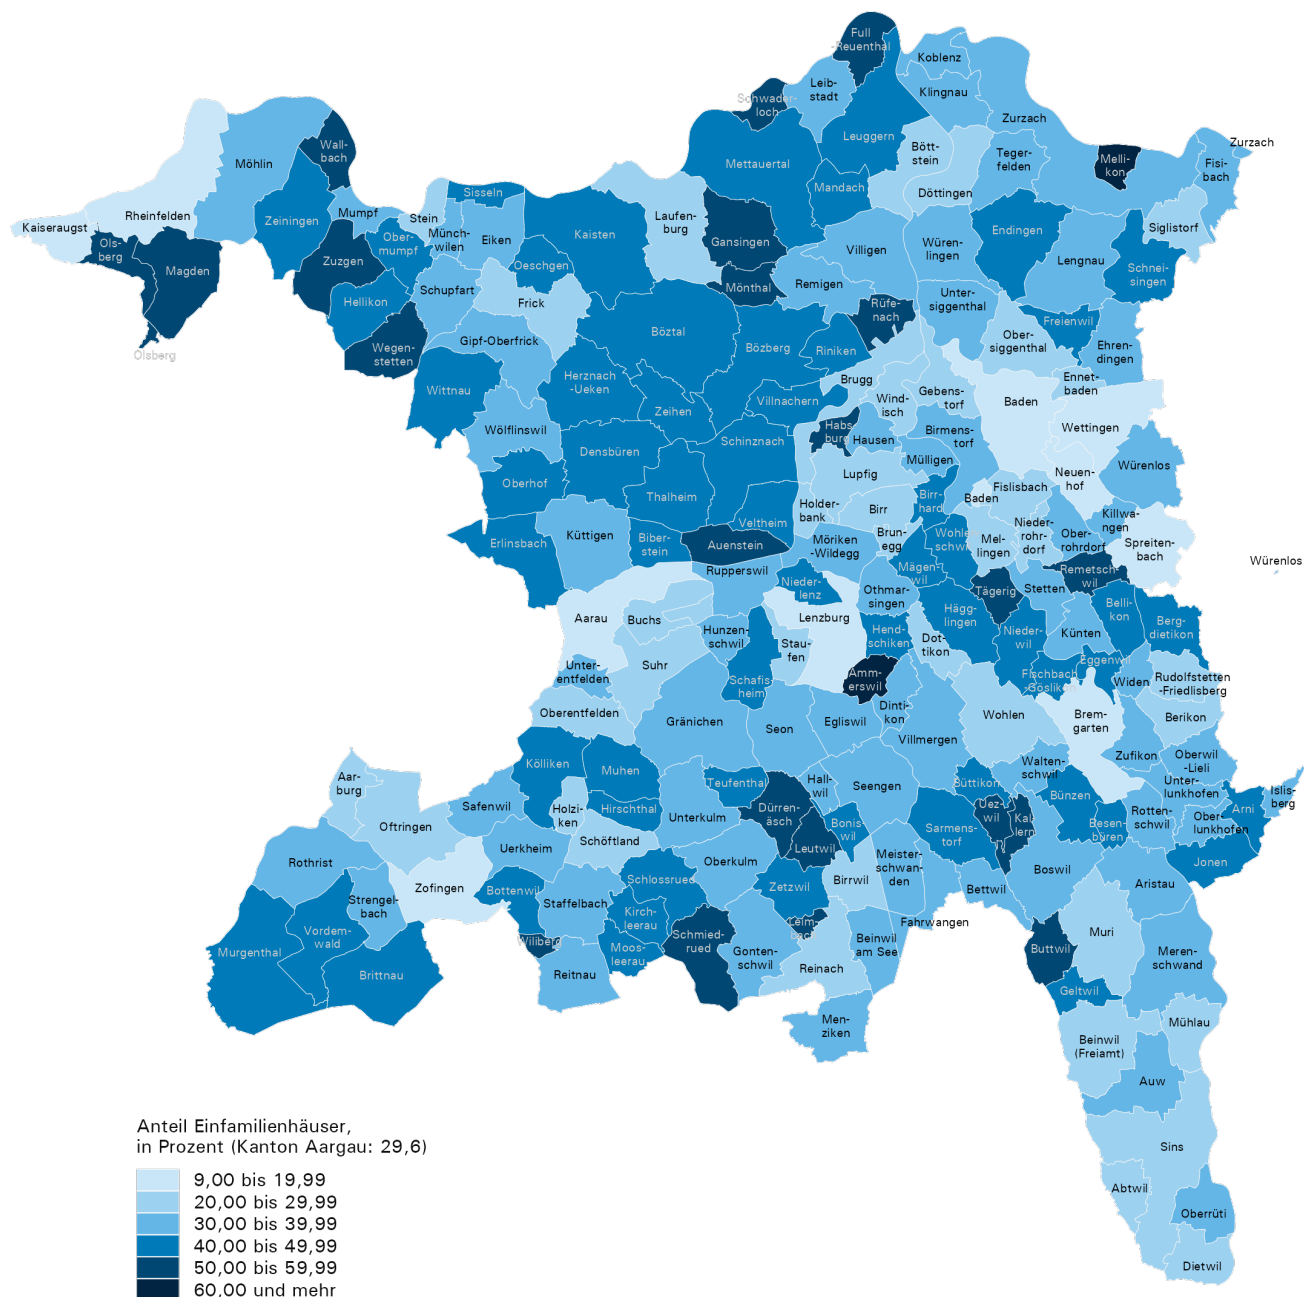 Full
-Reuenthal
Koblenz
Leib-
stadt
Klingnau
Schwader-
loch
Zurzach
Leuggern
Zurzach
Wall-
bach
Möhlin
Mettauertal
Bött-
stein
Teger-
felden
Melli-
kon
Fisi-
bach
Mandach
Döttingen
Sisseln
Rheinfelden
Kaiseraugst
Zeiningen
Mumpf
Stein
Laufen-
burg
Siglistorf
Ols-
berg
Magden
Zuzgen
Ober-
mumpf
Münch-
wilen
Eiken
Kaisten
Gansingen
Villigen
Würen-
lingen
Endingen
Lengnau
Schnei-
singen
Oeschgen
Mönthal
Remigen
Hellikon
Schupfart
Frick
Rüfe-
nach
Unter-
siggenthal
Freienwil
Olsberg
Wegen-
stetten
Gipf-Oberfrick
Böztal
Bözberg
Riniken
Ober-
siggenthal
Ehren-
dingen
Wittnau
Herznach
-Ueken
Brugg
Ennet-
baden
Zeihen
Villnachern
Wind-
isch
Gebens-
torf
Baden
Wettingen
Wölflinswil
Densbüren
Schinznach
Habs
burg
Hausen
Birmens-
torf
Mülligen
Würenlos
Oberhof
Thalheim
Lupfig
Neuen-
hof
Birr-
hard
Baden
Fislisbach
Holder-
bank
Birr
Veltheim
Killwa-
ngen
Erlinsbach
Küttigen
Biber-
stein
Auenstein
Möriken
-Wildegg
Brun-
egg
Wohlen-
schwil
Mel-
lingen
Nieder-
rohr-
dorf
Ober-
rohrdorf
Spreiten-
bach
Würenlos
Rupperswil
Nieder-
lenz
Mägen-
wil
Othmar-
singen
Tägerig
Stetten
Remetsch-
wil
Aarau
Buchs
Lenzburg
Hägg-
lingen
Belli-
kon
Berg-
dietikon
Hunzen-
schwil
Stau-
fen
Hend-
schiken
Dot-
tikon
Nieder-
wil
Künten
Unter-
entfelden
Suhr
Schafis-
heim
Amm-
erswil
Fischbach
-Göslikon
Eggenwil
Widen
Rudolfstetten
-Friedlisberg
Oberentfelden
Gränichen
Seon
Egliswil
Dinti-
kon
Wohlen
Brem-
garten
Berikon
Villmergen
Kölliken
Muhen
Teufenthal
Hall-
wil
Seengen
Büttikon
Walten-
schwil
Zufikon
Oberwil
-Lieli
Aar-
burg
Safenwil
Holzi-
ken
Hirschthal
Unterkulm
Dürren-
äsch
Bünzen
Unter-
lunkhofen
Islis-
berg
Oftringen
Uez-
wil
Kal-
lern
Besen-
büren
Rotten-
schwil
Arni
Uerkheim
Schöftland
Leutwil
Bonis-
wil
Sarmens-
torf
Ober-
lunkhofen
Rothrist
Oberkulm
Meister-
schwan-
den
Boswil
Jonen
Zofingen
Bottenwil
Schlossrued
Zetzwil
Birrwil
Bettwil
Aristau
Strengel-
bach
Staffelbach
Kirch-
leerau
Leim-
bach
Fahrwangen
Murgenthal
Vordem-
wald
Wiliberg
Moos-
leerau
Schmied-
rued
Gonten-
schwil
Beinwil
am See
Buttwil
Muri
Meren-
schwand
Brittnau
Reitnau
Reinach
Geltwil
Men-
ziken
Mühlau
Beinwil
(Freiamt)
Auw
Sins
Abtwil
Oberrüti
Dietwil
Anteil Einfamilienhäuser,
in Prozent (Kanton Aargau: 29,6)
9,00 bis 19,99
20,00 bis 29,99
30,00 bis 39,99
40,00 bis 49,99
50,00 bis 59,99
60,00 und mehr